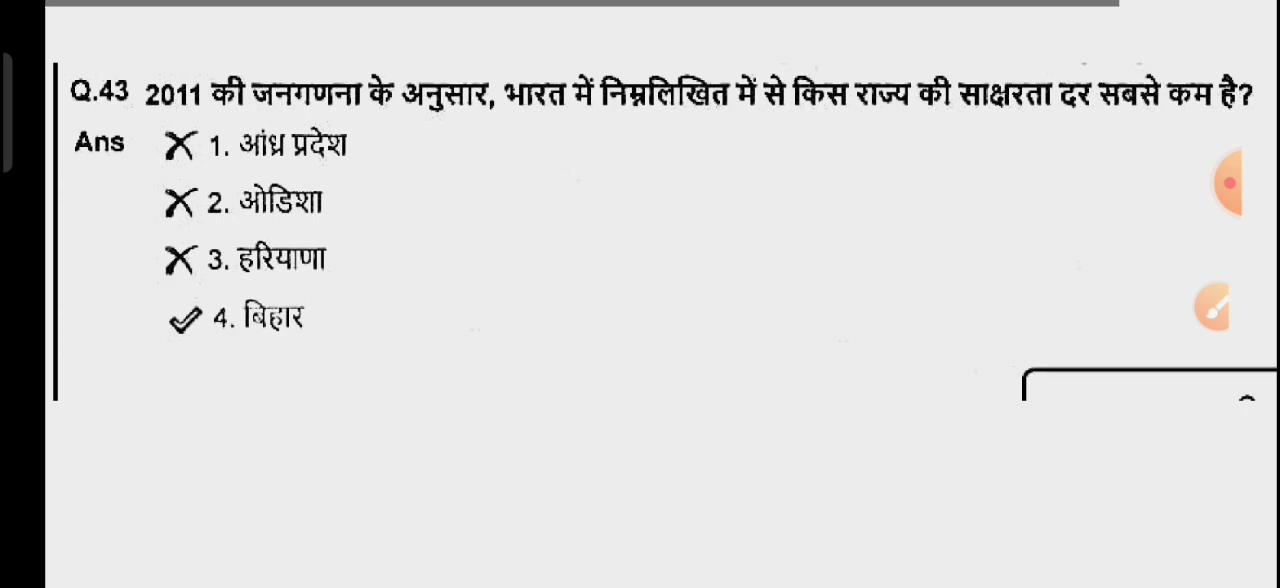 Q.43 2011 की जनगणना के अनुसार, भारत में निम्नलिखित में से किस राज्य की साक्षरता दर सबसे कम है?
Ans 1. आंध्र प्रदेश
2. ओडिशा
3. हरियाणा
4. बिहार